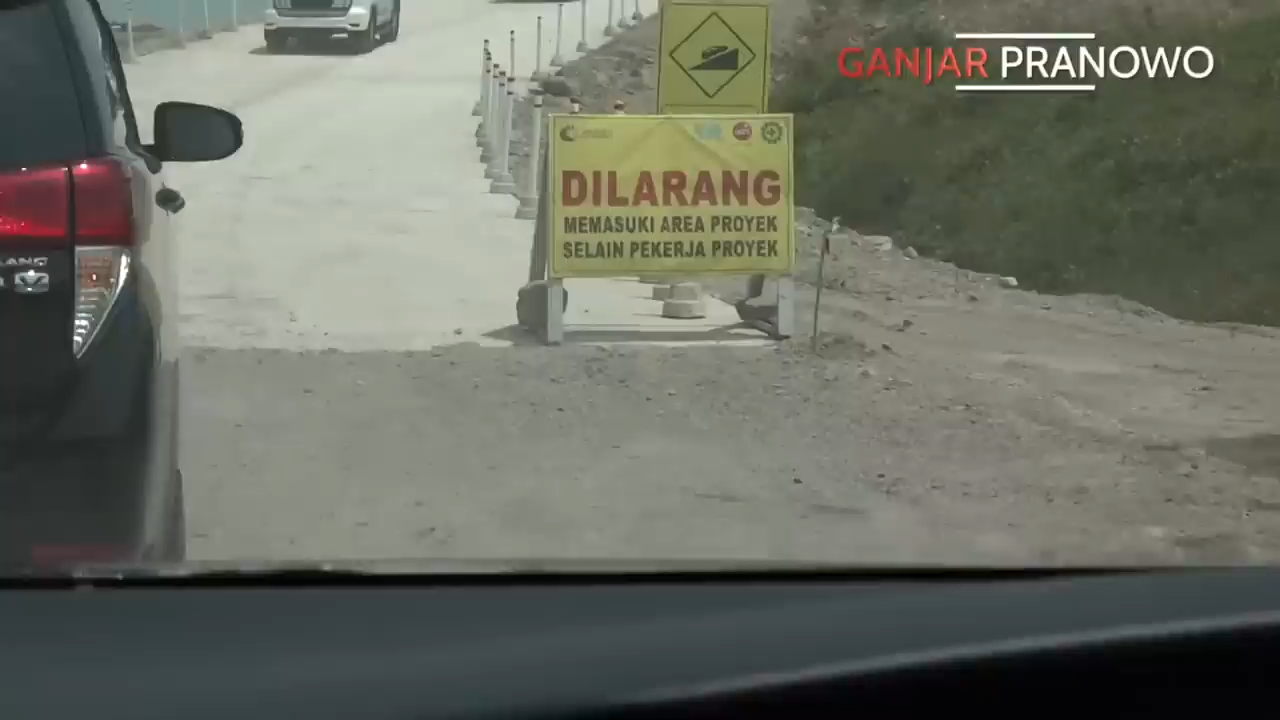 GANJAR PRANOWO
DILARANG
MEMASUKI AREA PROYEK
SELAIN PEKERJA PROYEK